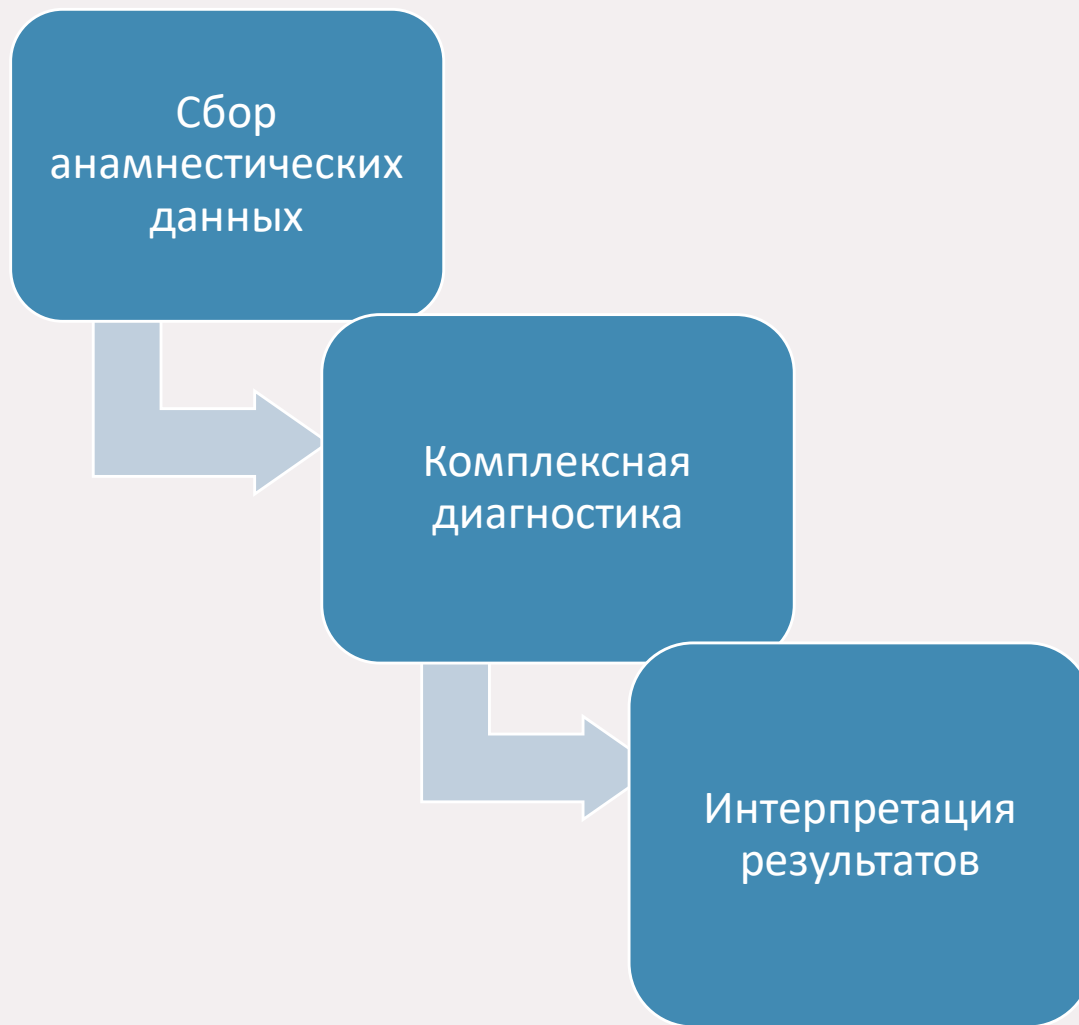 Сбор
анамнестических
данных
Комплексная
диагностика
Интерпретация
результатов